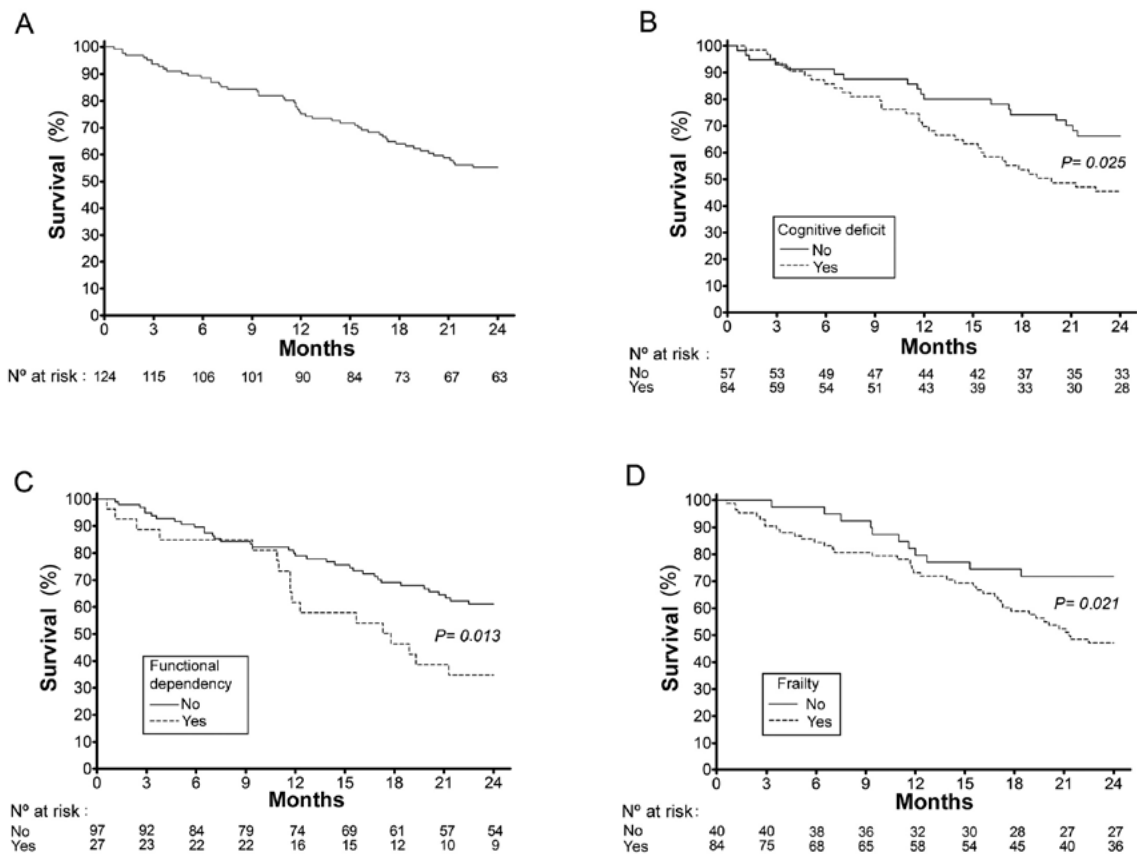 A
100
90
80
70
60
50
40
30
20
10
0
Survival (%)
0 3 6 9 12 15 18 21 24
Months
Nº at risk : 124 115 106 101 90 84 73 67 63
B
100
90
80
70
60
50
40
30
20
10
0
Survival (%)
P= 0.025
Cognitive deficit
No
Yes
0 3 6 9 12 15 18 21 24
Months
Nº at risk :
No 57 53 49 47 44 42 37 35 33
Yes 64 59 54 51 43 39 33 30 28
C
100
90
80
70
60
50
40
30
20
10
0
Survival (%)
P= 0.013
Functional
dependency
No
Yes
0 3 6 9 12 15 18 21 24
Months
Nº at risk :
No 97 92 84 79 74 69 61 57 54
Yes 27 23 22 22 16 15 12 10 9
D
100
90
80
70
60
50
40
30
20
10
0
Survival (%)
P= 0.021
Frailty
No
Yes
0 3 6 9 12 15 18 21 24
Months
Nº at risk :
No 40 40 38 36 32 30 28 27 27
Yes 84 75 68 65 58 54 45 40 36